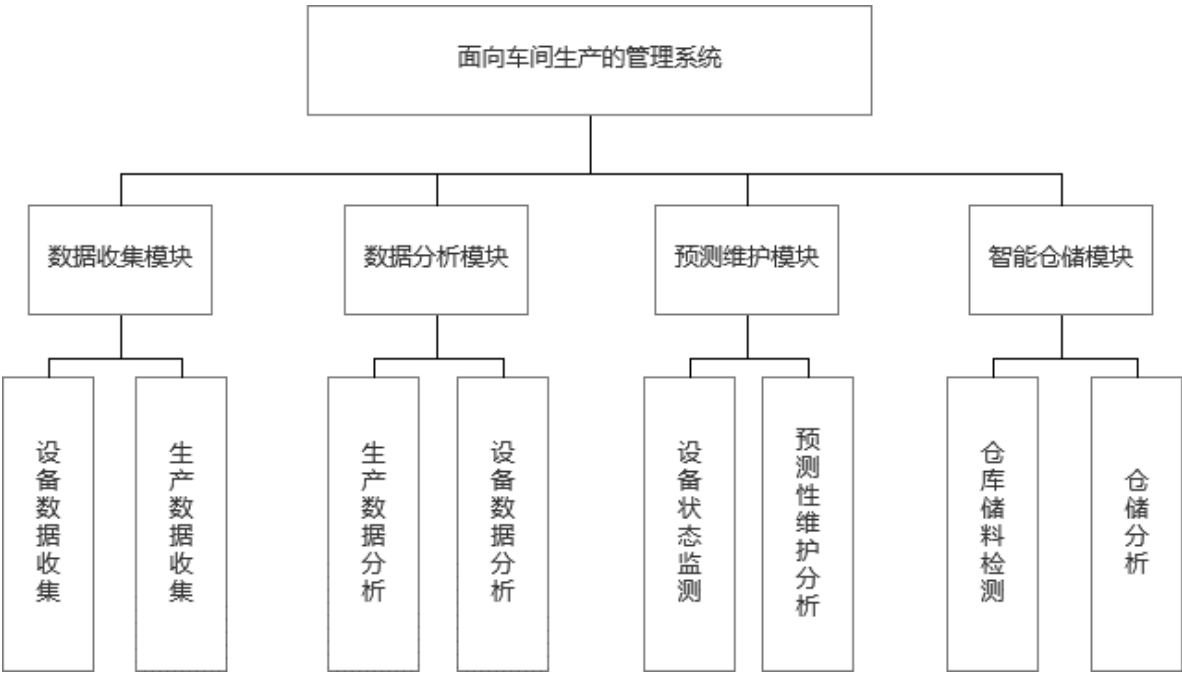 面向车间生产的管理系统
数据收集模块
数据分析模块
预测维护模块
智能仓储模块
设备数据收集
生产数据收集
生产数据分析
设备数据分析
设备状态监测
预测性维护分析
仓库储料检测
仓储分析